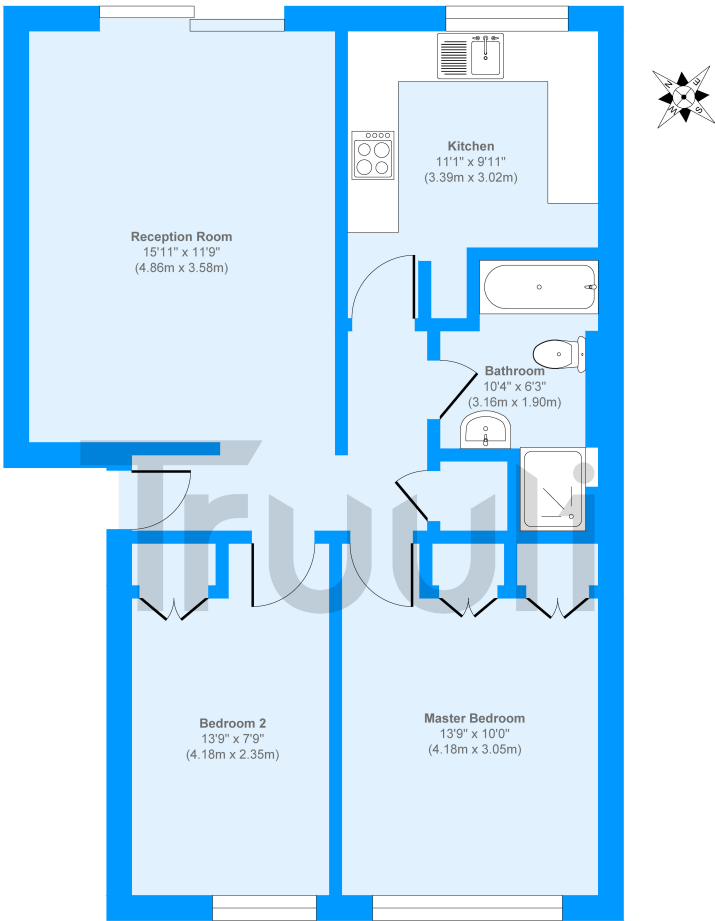 N
E
W
S
Kitchen
11'1" x 9'11"
(3.39m x 3.02m)
Reception Room
15'11" x 11'9"
(4.86m x 3.58m)
Bathroom
10'4" x 6'3"
(3.16m x 1.90m)
Truuli
Bedroom 2
13'9" x 7'9"
(4.18m x 2.35m)
Master Bedroom
13'9" x 10'0"
(4.18m x 3.05m)